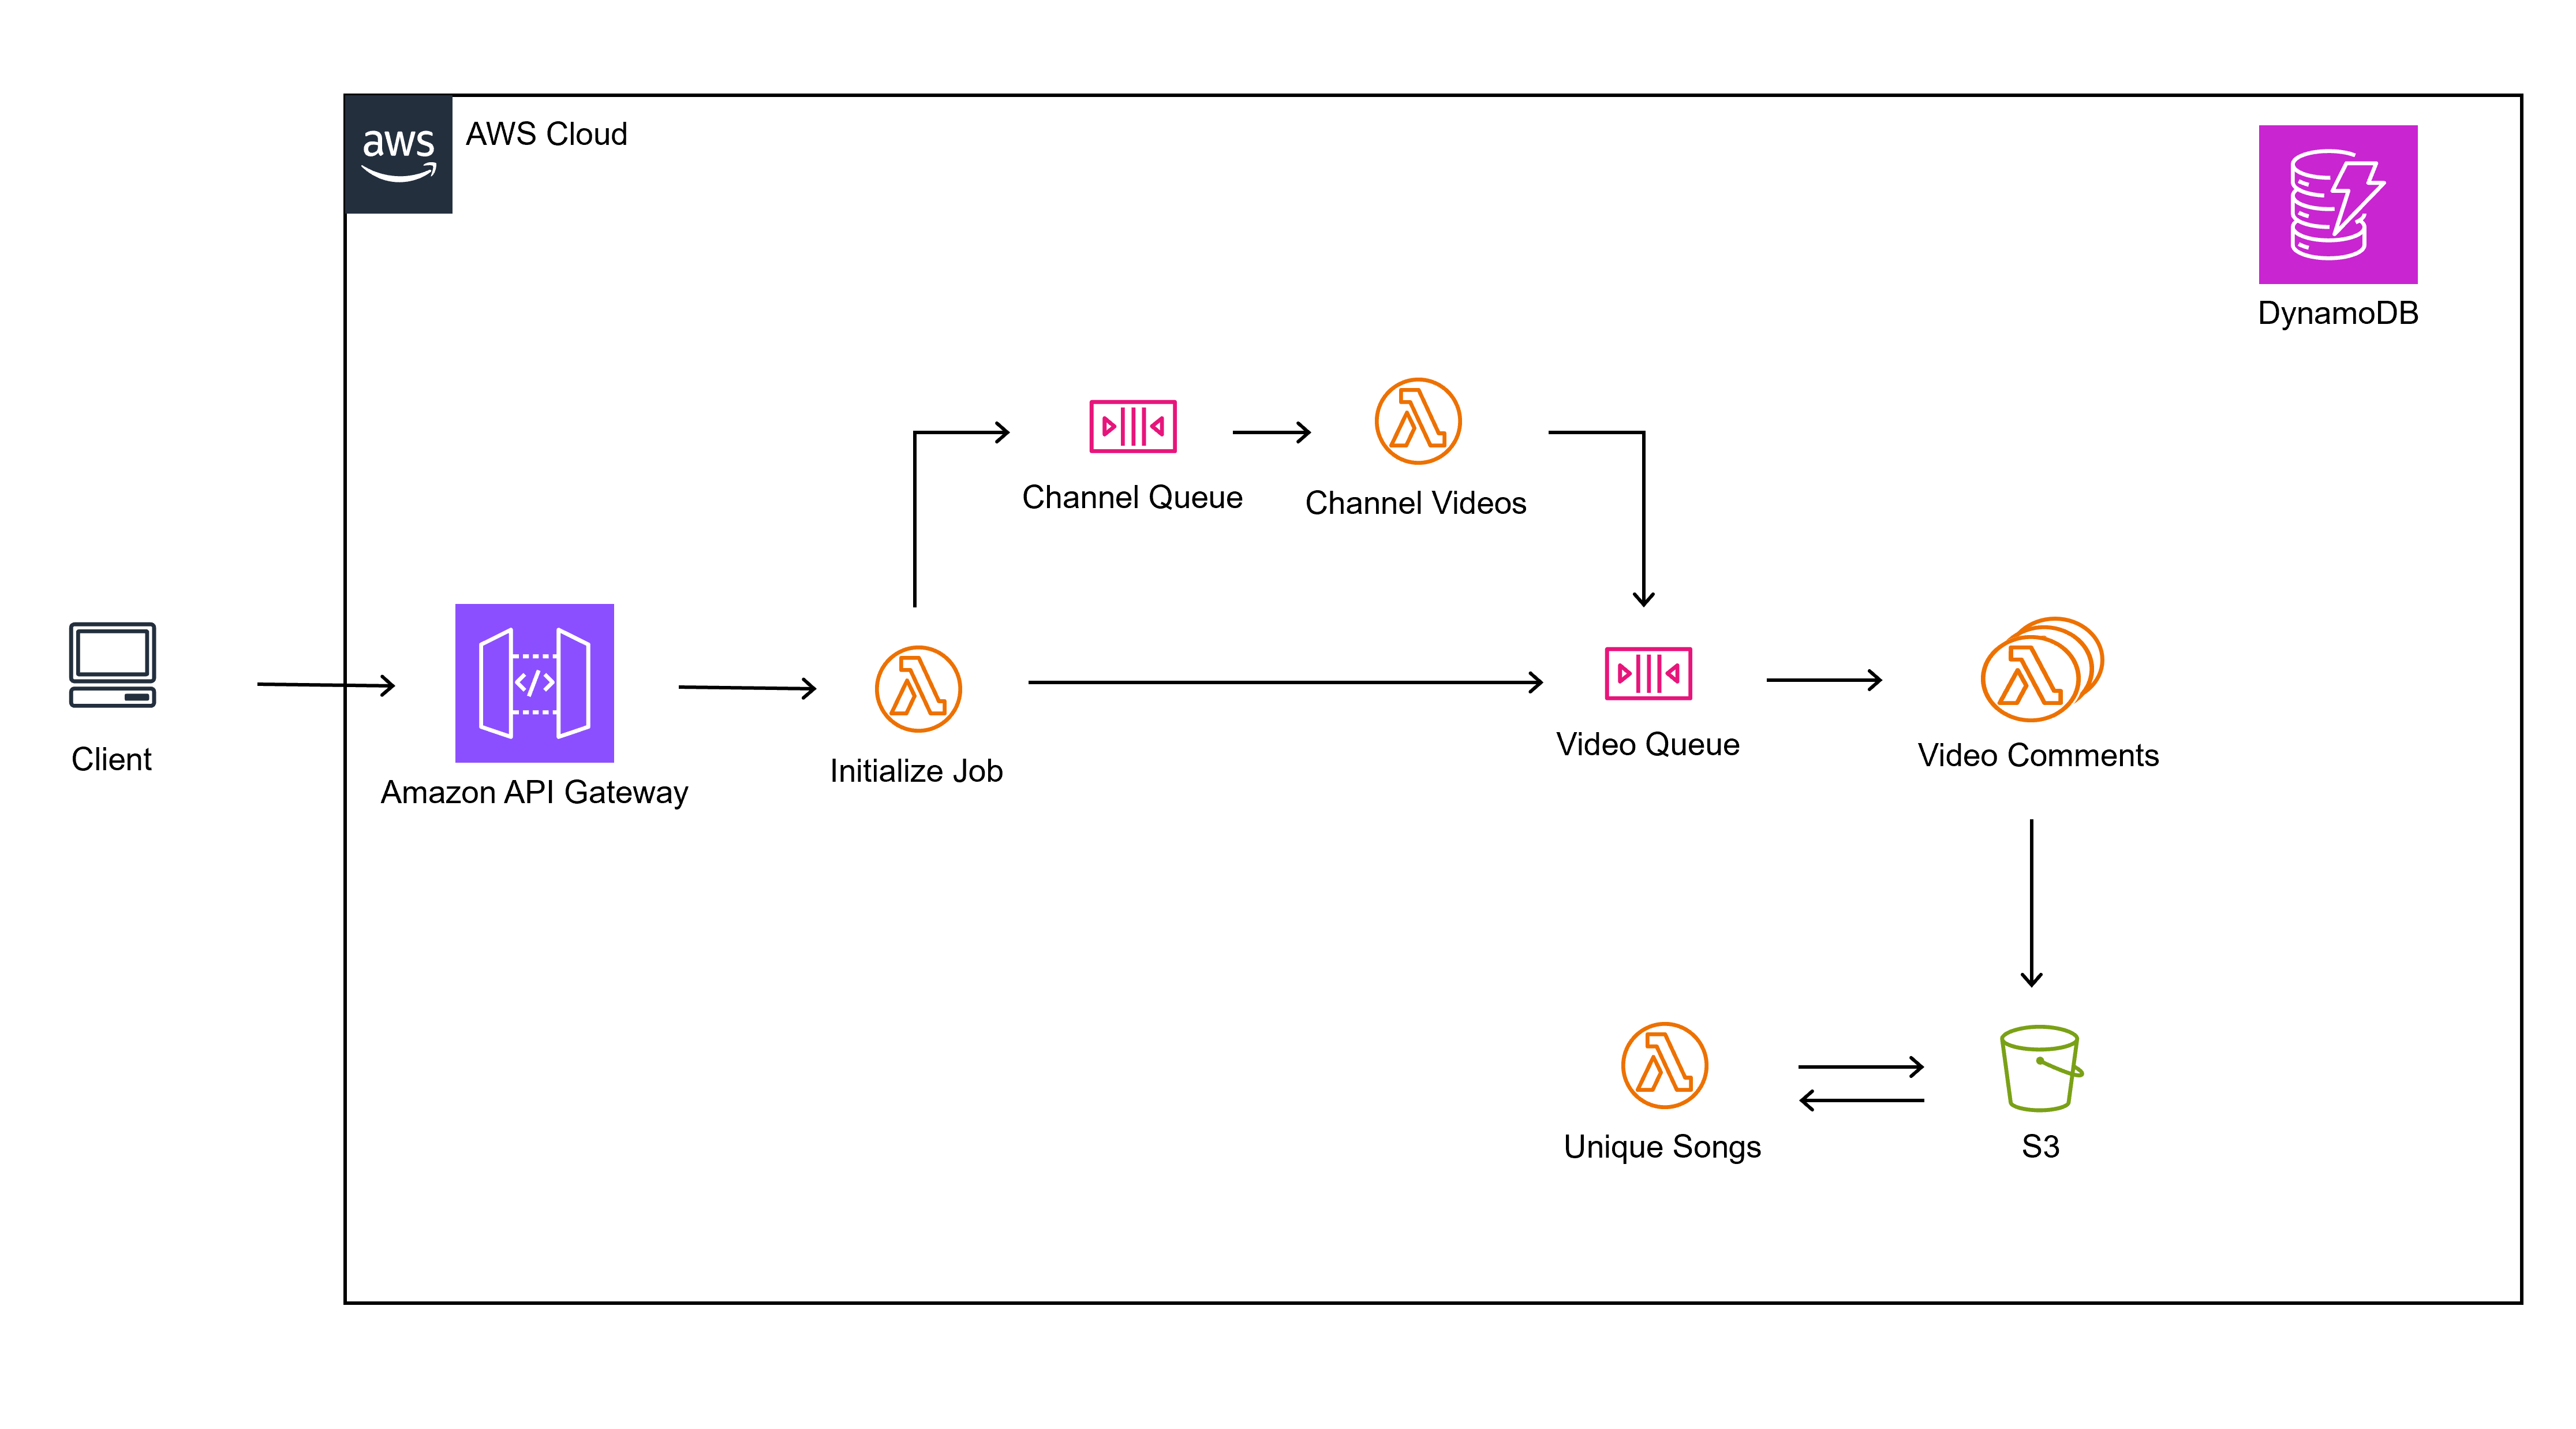 aws
AWS Cloud
DynamoDB
Channel Queue
Channel Videos
Client
</>
Amazon API Gateway
Initialize Job
Video Queue
Video Comments
Unique Songs
S3